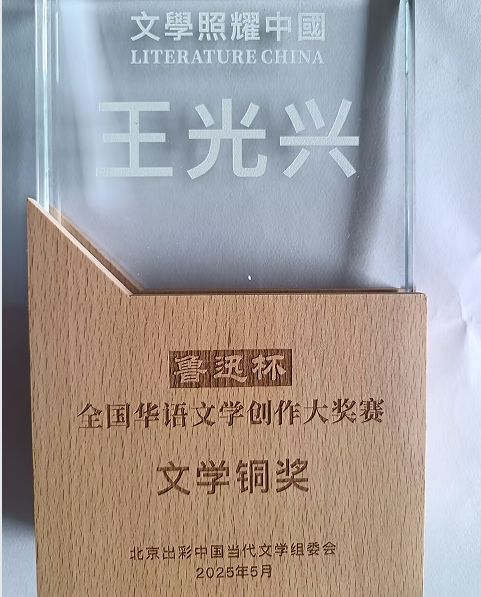 文學照耀中國
LITERATURE CHINA
王光兴
鲁迅杯
全国华语文学创作大奖赛
文学铜奖
北京出彩中国当代文学组委会
2025年5月